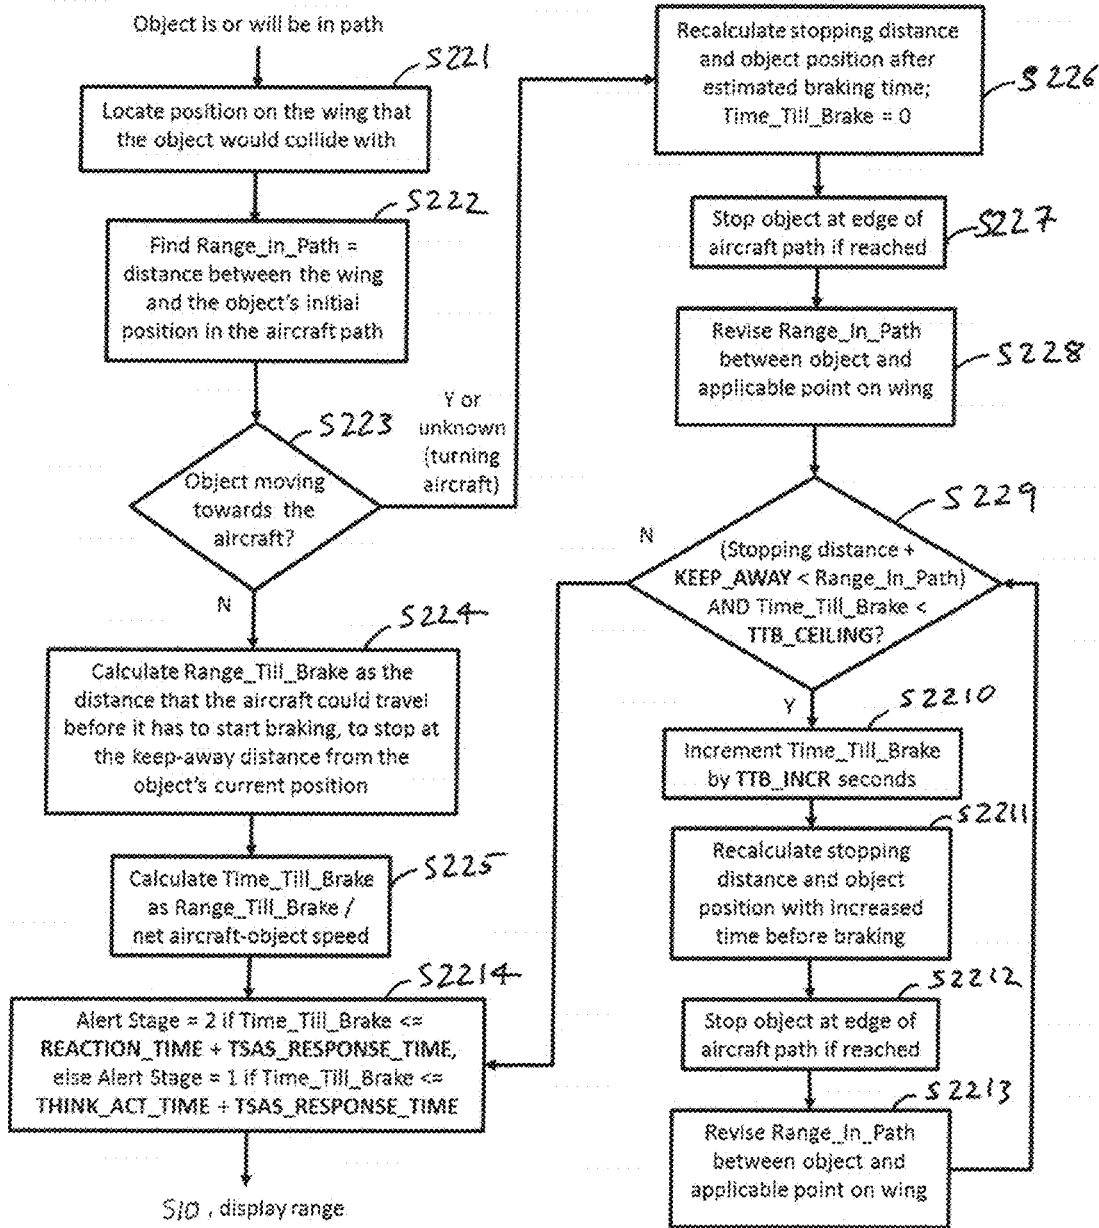 Object is or will be in path
S221
Locate position on the wing that
the object would collide with
S222
Find Range_In_Path =
distance between the wing
and the object's initial
position in the aircraft path
S223
Object moving
towards the
aircraft?
Y or
unknown
(turning
aircraft)
N
S224
Calculate Range_Till_Brake as the
distance that the aircraft could travel
before it has to start braking, to stop at
the keep-away distance from the
object's current position
S225
Calculate Time_Till_Brake
as Range_Till_Brake /
net aircraft-object speed
S2214
Alert Stage = 2 if Time_Till_Brake <=
REACTION_TIME + TSAS_RESPONSE_TIME,
else Alert Stage = 1 if Time_Till_Brake <=
THINK_ACT_TIME + TSAS_RESPONSE_TIME
S10, display range
Recalculate stopping distance
and object position after
estimated braking time;
Time_Till_Brake = 0
S226
Stop object at edge of
aircraft path if reached
S227
Revise Range_In_Path
between object and
applicable point on wing
S228
S229
N
(Stopping distance +
KEEP_AWAY < Range_In_Path)
AND Time_Till_Brake <
TTB_CEILING?
Y
S2210
Increment Time_Till_Brake
by TTB_INCR seconds
S2211
Recalculate stopping
distance and object
position with increased
time before braking
S2212
Stop object at edge of
aircraft path if reached
S2213
Revise Range_In_Path
between object and
applicable point on wing